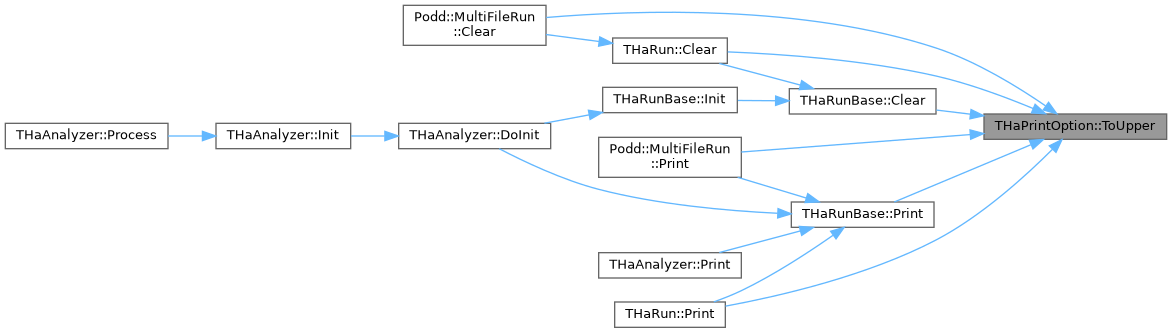 Podd::MultiFileRun
::Clear
THaRun::Clear
THaRunBase::Init
THaRunBase::Clear
THaAnalyzer::Process
THaAnalyzer::Init
THaAnalyzer::DoInit
THaPrintOption::ToUpper
Podd::MultiFileRun
::Print
THaRunBase::Print
THaAnalyzer::Print
THaRun::Print